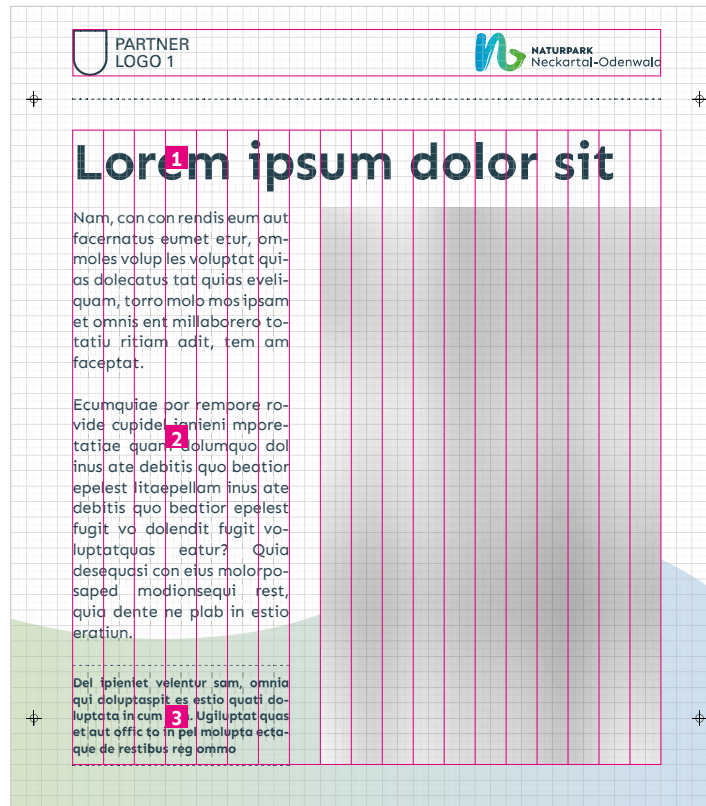 PARTNER
LOGO 1
NATURPARK
Neckartal-Odenwald
Lorem ipsum dolor sit
1
Nam, con con rendis eum aut
facernatus eumet etur, om-
moles volup les voluptat qui-
as dolecatus tat quias eveli-
quam, torro molo mos ipsam
et omnis ent millaborero to-
tatiu ritiam adit, tem am
faceptat.
Ecumquiae por rempore ro-
vide cupidel ignieni mpore-
2
tatiae quam dolumquo dol
inus ate debitis quo beatior
epelest litaepellam inus ate
debitis quo beatior epelest
fugit vo dolendit fugit vo-
luptatquas eatur? Quia
desequasi con eius molorpo-
saped modionsequi rest,
quia dente ne plab in estio
eratiun.
Del ipieniet velentur sam, omnia
qui doluptaspit es estio quati do-
luptata in cum Ugiluptat quas
3
et aut offic to in pel molupta ecta-
que de restibus reg ommo